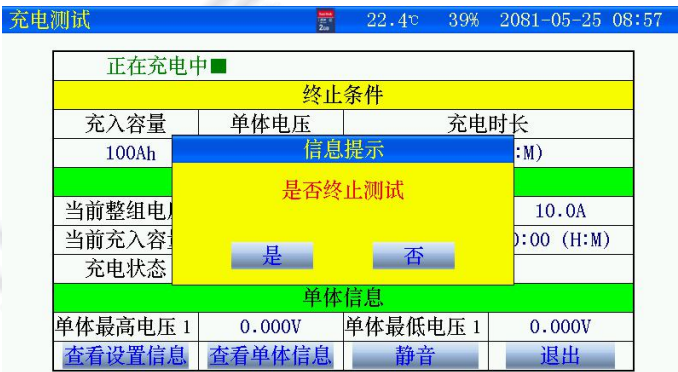 充电测试 22.4℃ 39% 2081-05-25 08:57
正在充电中■
终止条件
充入容量 单体电压 充电时长
100Ah :M)
信息提示
是否终止测试
是 否
当前整组电 10.0A
当前充入容 :00 (H:M)
充电状态
单体信息
单体最高电压 1 0.000V 单体最低电压 1 0.000V
查看设置信息 查看单体信息 静音 退出